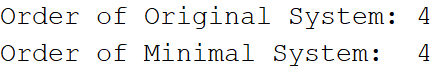 Order of Original System: 4
Order of Minimal System:  4